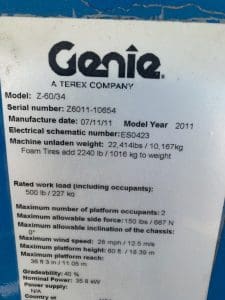 Genie
A TEREX COMPANY
Model: Z-60/34
Serial number: Z6011-10654
Manufacture date: 07/11/11 Model Year 2011
Electrical schematic number: ES0423
Machine unladen weight: 22,414lbs / 10,167kg
Foam Tires add 2240 lb / 1016 kg to weight
Rated work load (including occupants):
500 lb / 227 kg
Maximum number of platform occupants: 2
Maximum allowable side force: 150 lbs / 667 N
Maximum allowable inclination of the chassis:
0°
Maximum wind speed: 28 mph / 12.5 m/s
Maximum platform height: 60 ft / 18.39 m
Maximum platform reach:
36 ft 3 in / 11.05 m
Gradeability: 40 %
Nominal Power: 35.8 kW
Power supply:
N/A
Country or